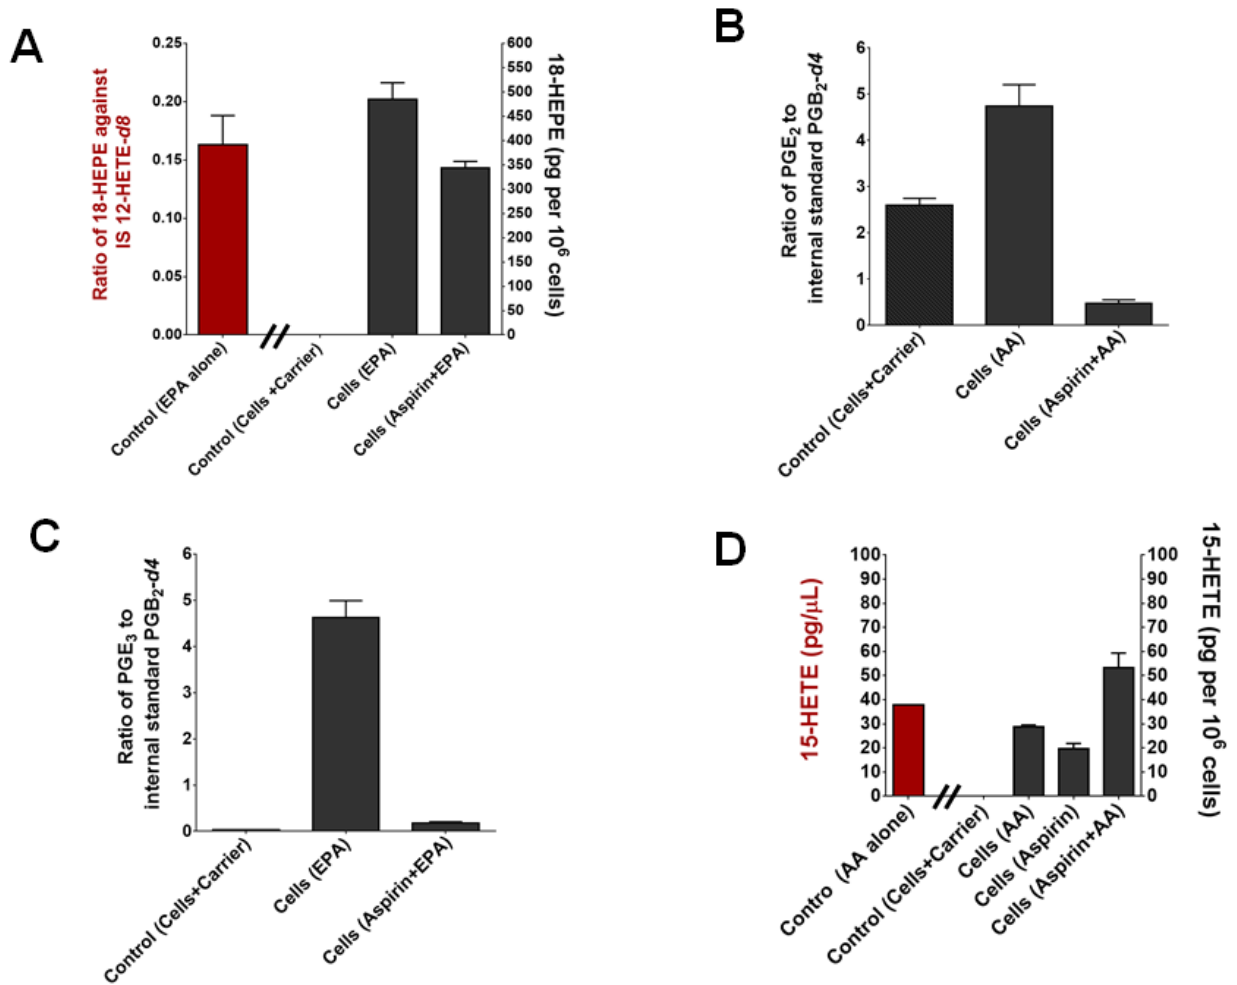 A
Ratio of 18-HEPE against
IS 12-HETE-d8
0.25
0.20
0.15
0.10
0.05
0.00
600
550
500
450
400
350
300
250
200
150
100
50
0
18-HEPE (pg per 10⁶ cells)
Control (EPA alone)
Control (Cells +Carrier)
Cells (EPA)
Cells (Aspirin+EPA)
B
Ratio of PGE₂ to
internal standard PGB₂-d4
6
5
4
3
2
1
0
Control (Cells+Carrier)
Cells (AA)
Cells (Aspirin+AA)
C
Ratio of PGE₃ to
internal standard PGB₂-d4
6
5
4
3
2
1
0
Control (Cells+Carrier)
Cells (EPA)
Cells (Aspirin+EPA)
D
15-HETE (pg/µL)
100
90
80
70
60
50
40
30
20
10
0
100
90
80
70
60
50
40
30
20
10
0
15-HETE (pg per 10⁶ cells)
Contro (AA alone)
Control (Cells+Carrier)
Cells (AA)
Cells (Aspirin)
Cells (Aspirin+AA)